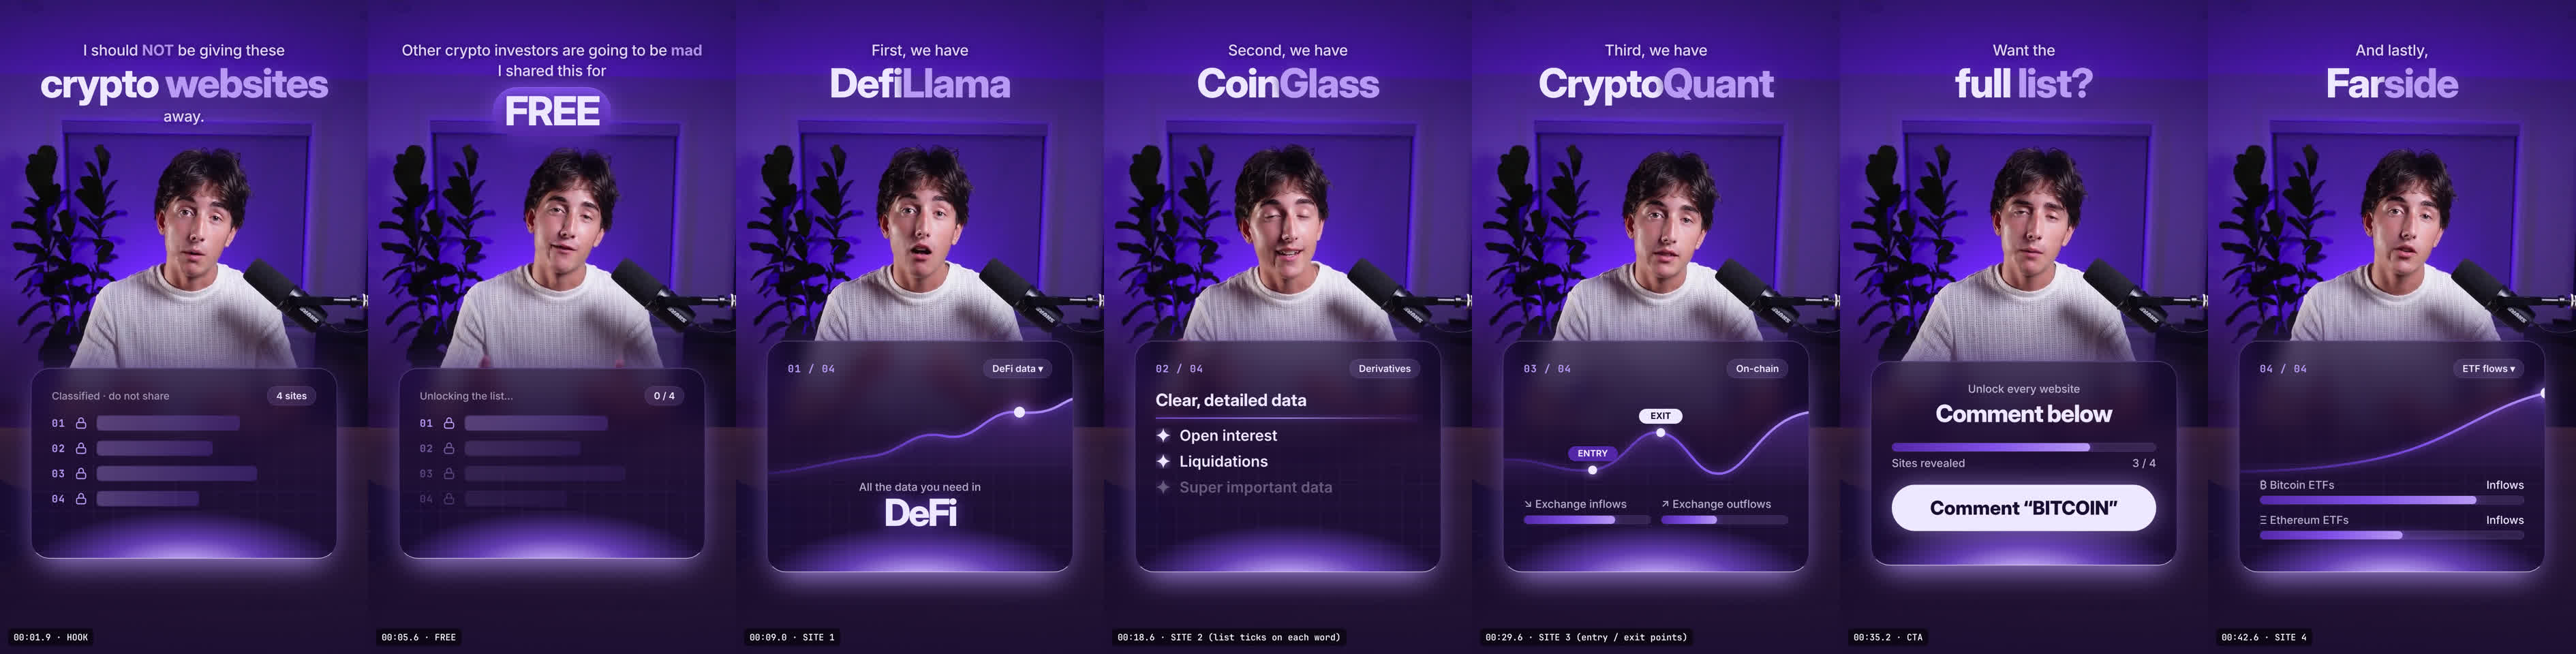 I should NOT be giving these
crypto websites
away.
Classified · do not share
4 sites
01
02
03
04
00:01.9 · HOOK
Other crypto investors are going to be mad
I shared this for
FREE
Unlocking the list...
0 / 4
01
02
03
04
00:05.6 · FREE
First, we have
DefiLlama
01 / 04
DeFi data ▾
All the data you need in
DeFi
00:09.0 · SITE 1
Second, we have
CoinGlass
02 / 04
Derivatives
Clear, detailed data
Open interest
Liquidations
Super important data
00:18.6 · SITE 2 (list ticks on each word)
Third, we have
CryptoQuant
03 / 04
On-chain
EXIT
ENTRY
↘ Exchange inflows
↗ Exchange outflows
00:29.6 · SITE 3 (entry / exit points)
Want the
full list?
Unlock every website
Comment below
Sites revealed
3 / 4
Comment “BITCOIN”
00:35.2 · CTA
And lastly,
Farside
04 / 04
ETF flows ▾
₿ Bitcoin ETFs
Inflows
Ξ Ethereum ETFs
Inflows
00:42.6 · SITE 4